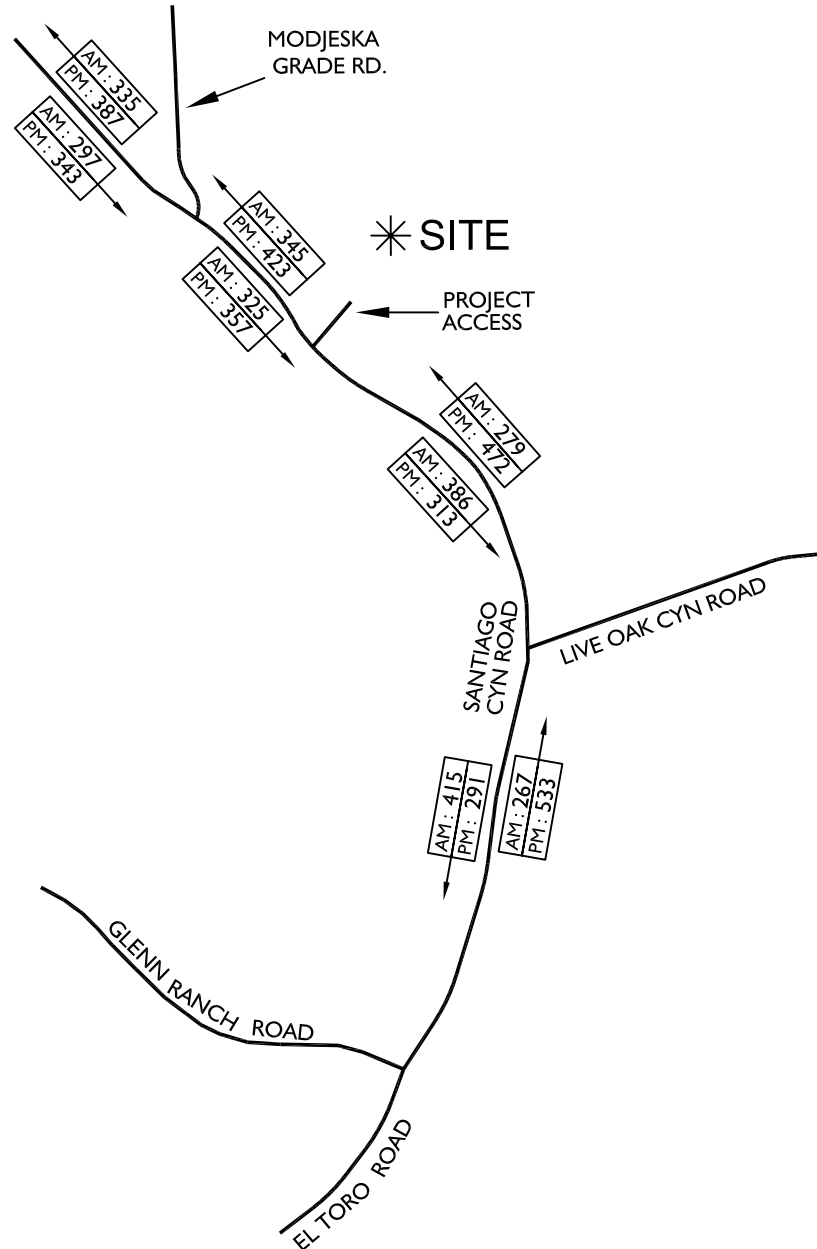 MODJESKA
GRADE RD.
AM : 335
PM : 387
AM : 297
PM : 343
AM : 345
PM : 423
SITE
AM : 325
PM : 357
PROJECT
ACCESS
AM : 279
PM : 472
AM : 386
PM : 313
LIVE OAK CYN ROAD
SANTIAGO
CYN ROAD
AM : 415
PM : 291
AM : 267
PM : 533
GLENN RANCH ROAD
EL TORO ROAD